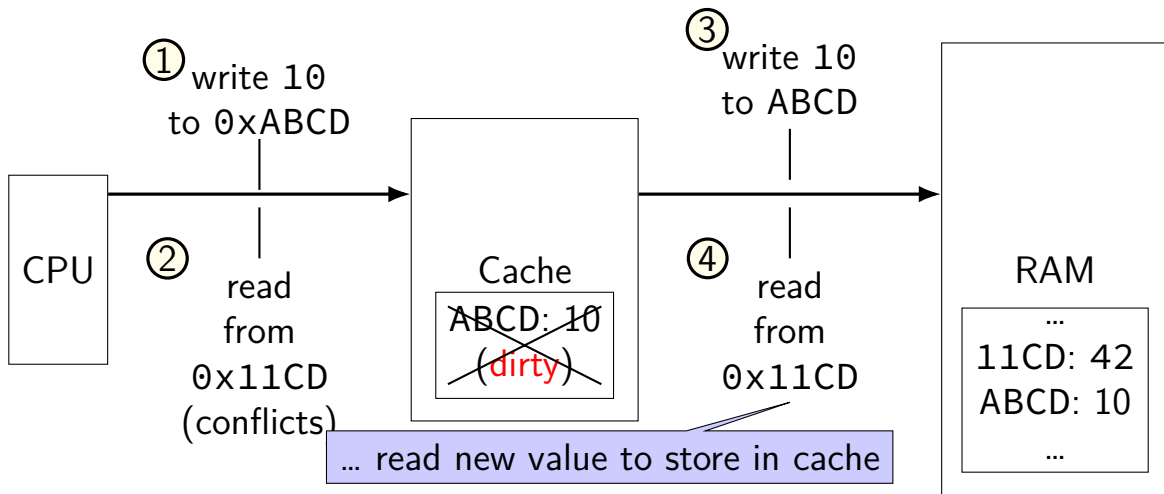 1
write 10
to 0xABCD
3
write 10
to ABCD
CPU
2
read
from
0x11CD
(conflicts)
Cache
ABCD: 10
(dirty)
4
read
from
0x11CD
RAM
...
11CD: 42
ABCD: 10
...
... read new value to store in cache